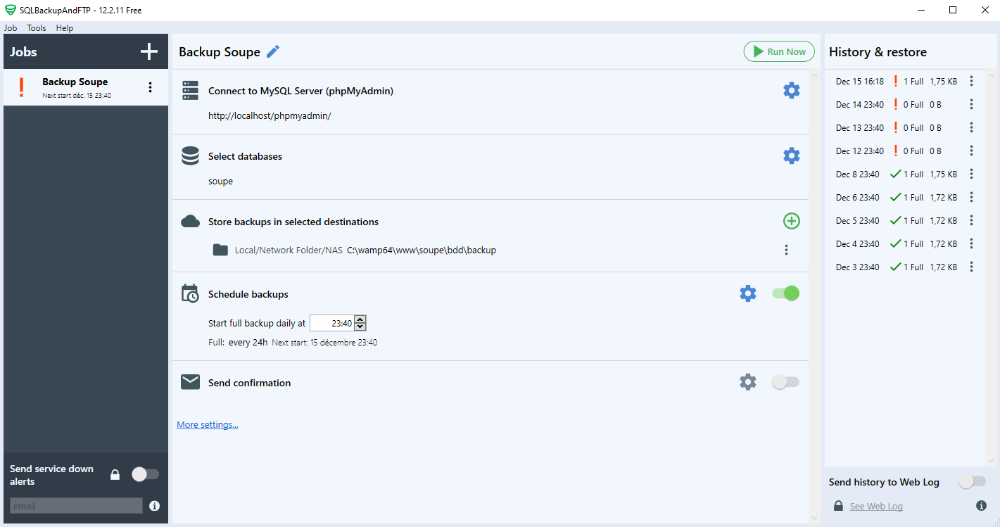 SQLBackupAndFTP - 12.2.11 Free
Job Tools Help
Jobs
Backup Soupe
Next start déc. 15 23:40
Send service down
alerts
email
Backup Soupe
Run Now
Connect to MySQL Server (phpMyAdmin)
http://localhost/phpmyadmin/
Select databases
soupe
Store backups in selected destinations
Local/Network Folder/NAS C:\wamp64\www\soupe\bdd\backup
Schedule backups
Start full backup daily at 23:40
Full: every 24h Next start: 15 décembre 23:40
Send confirmation
More settings...
History & restore
Dec 15 16:18 1 Full 1,75 KB
Dec 14 23:40 0 Full 0 B
Dec 13 23:40 0 Full 0 B
Dec 12 23:40 0 Full 0 B
Dec 8 23:40 1 Full 1,75 KB
Dec 6 23:40 1 Full 1,72 KB
Dec 5 23:40 1 Full 1,72 KB
Dec 4 23:40 1 Full 1,72 KB
Dec 3 23:40 1 Full 1,72 KB
Send history to Web Log
See Web Log